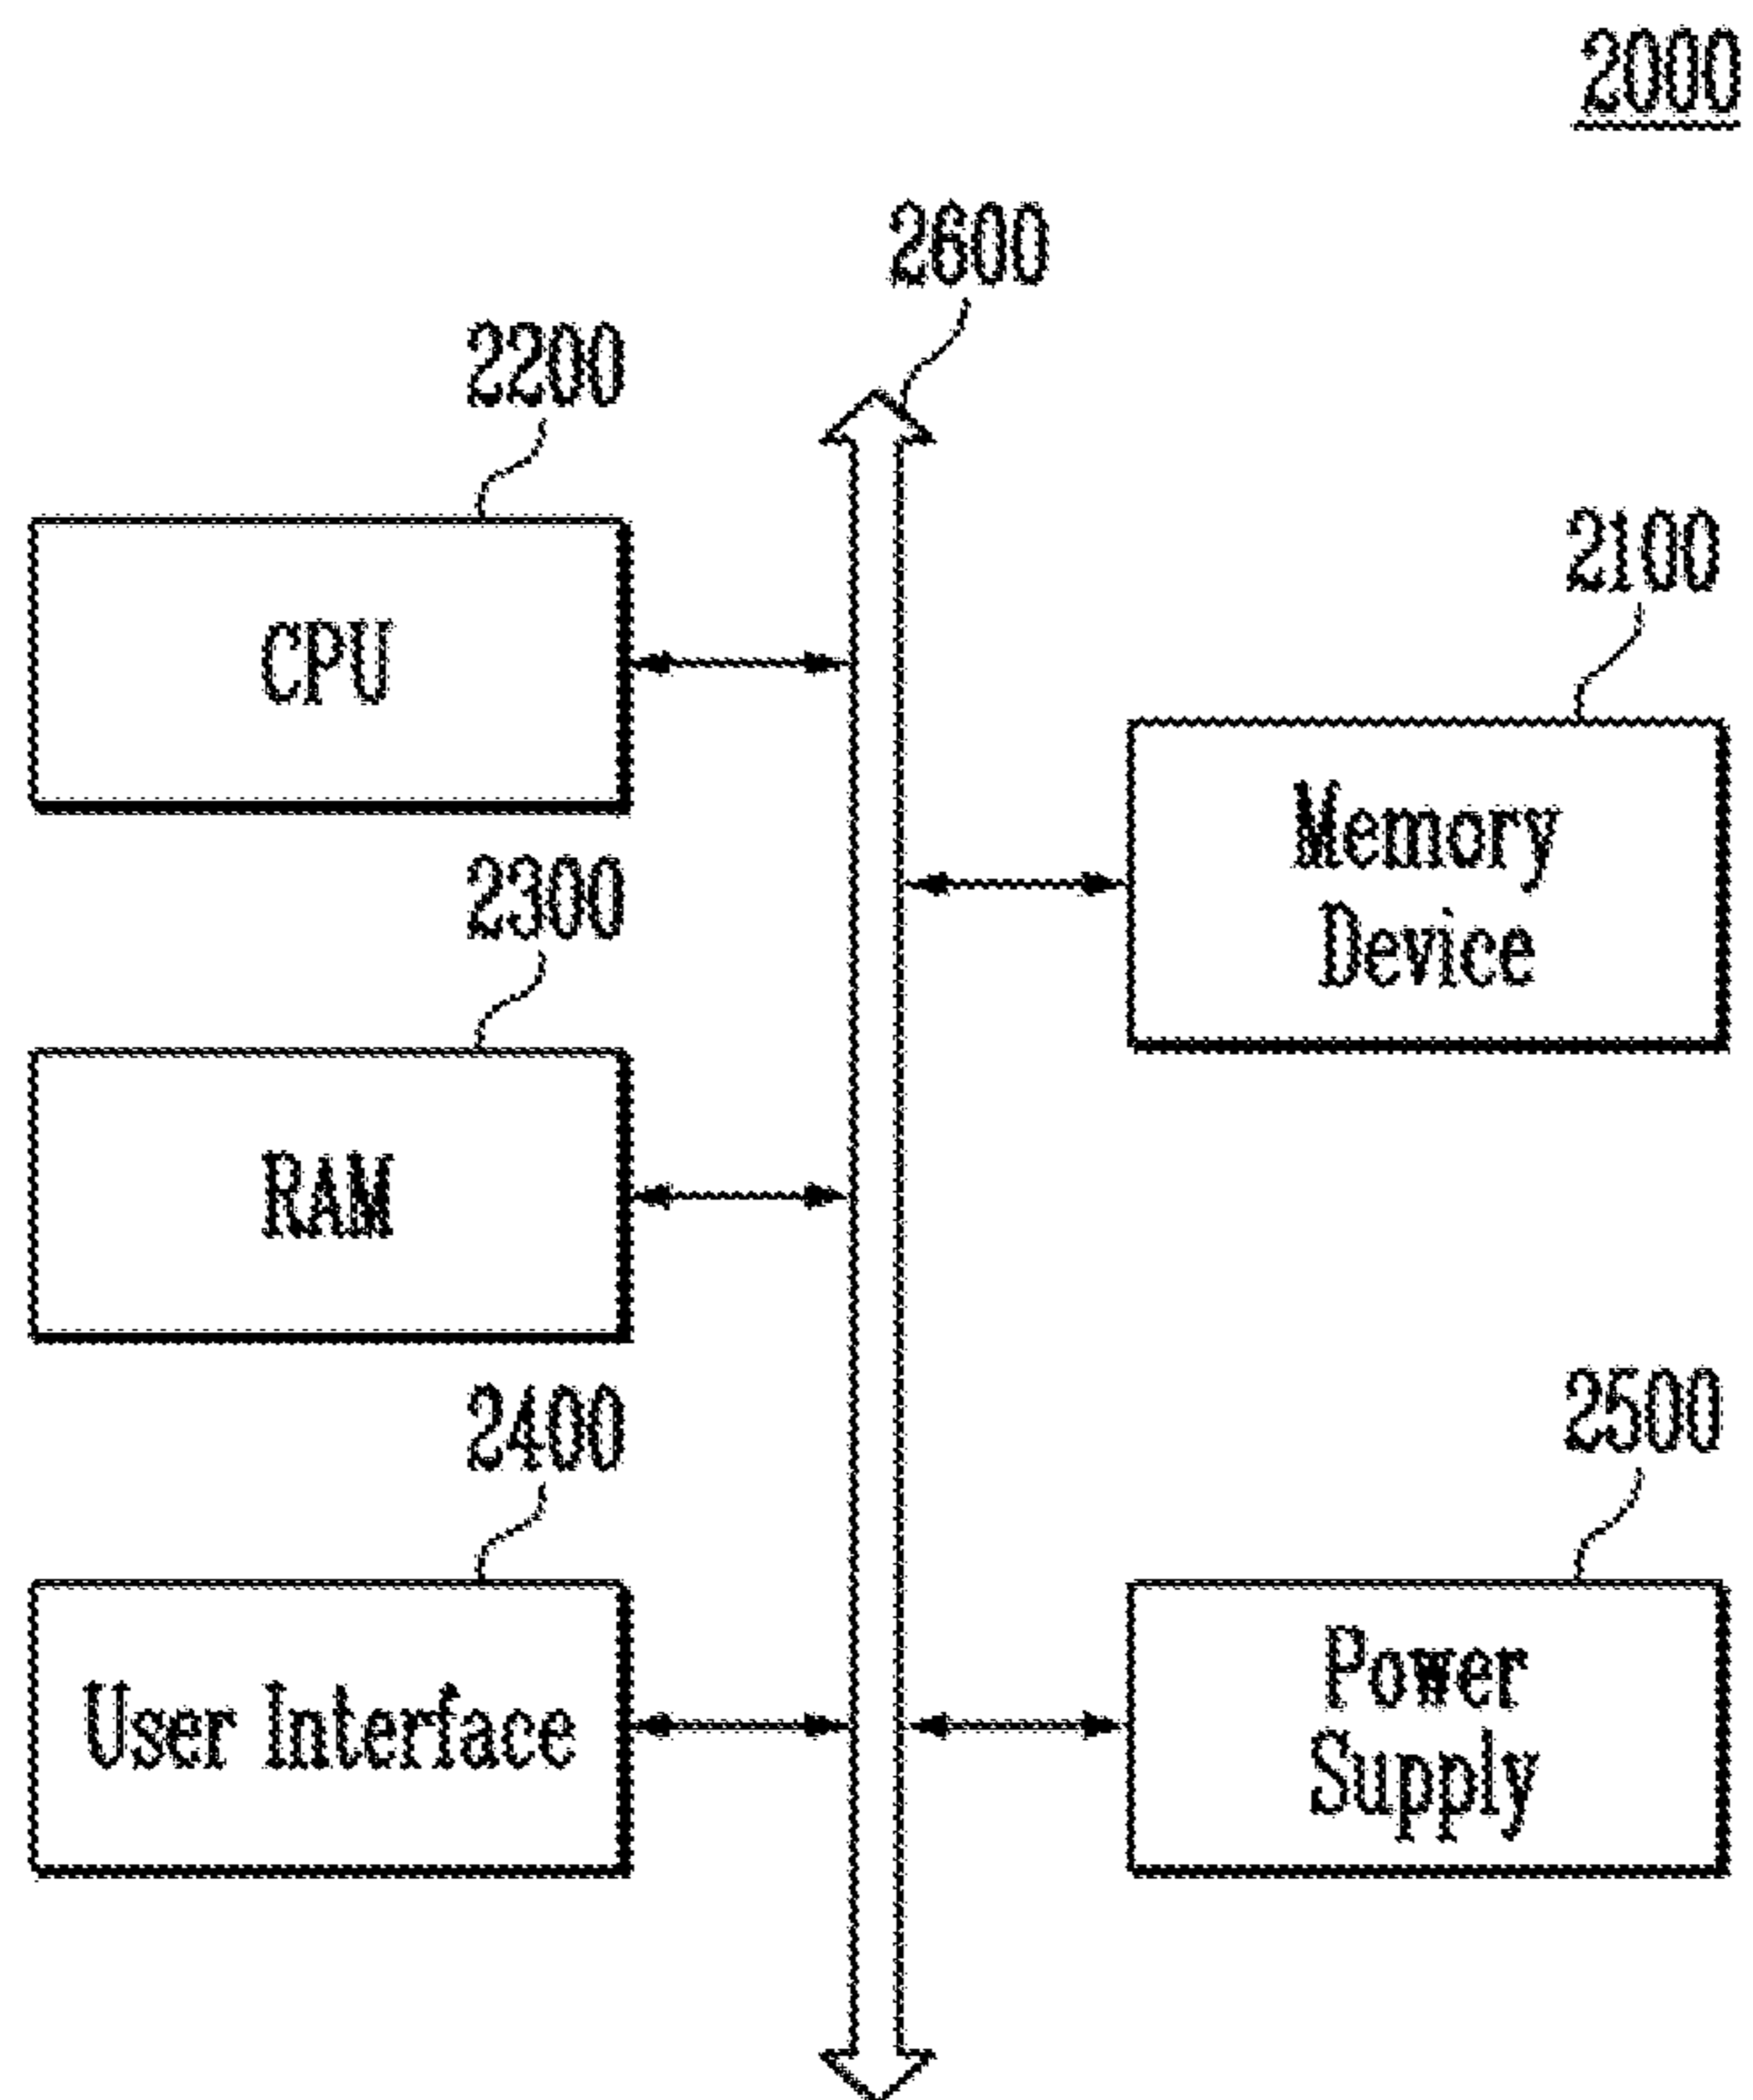 2000
2600
2200
CPU
2100
Memory
Device
2300
RAM
2400
User Interface
2500
Power
Supply